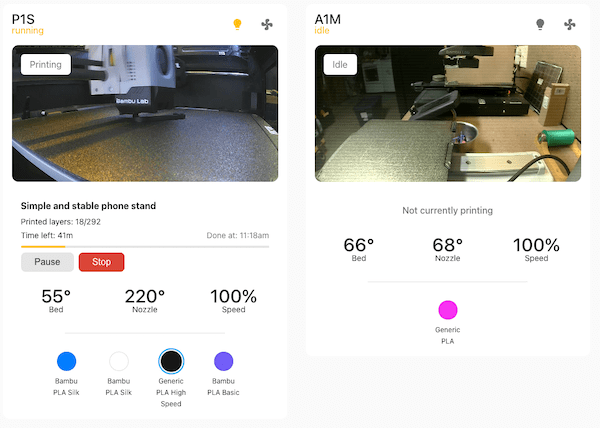 P1S
running
Printing
Bambu Lab
Simple and stable phone stand
Printed layers: 18/292
Time left: 41m
Done at: 11:18am
Pause
Stop
55°
220°
100%
Bed
Nozzle
Speed
Bambu
PLA Silk
Bambu
PLA Silk
Generic
PLA High
Speed
Bambu
PLA Basic
A1M
idle
Idle
Not currently printing
66°
68°
100%
Bed
Nozzle
Speed
Generic
PLA